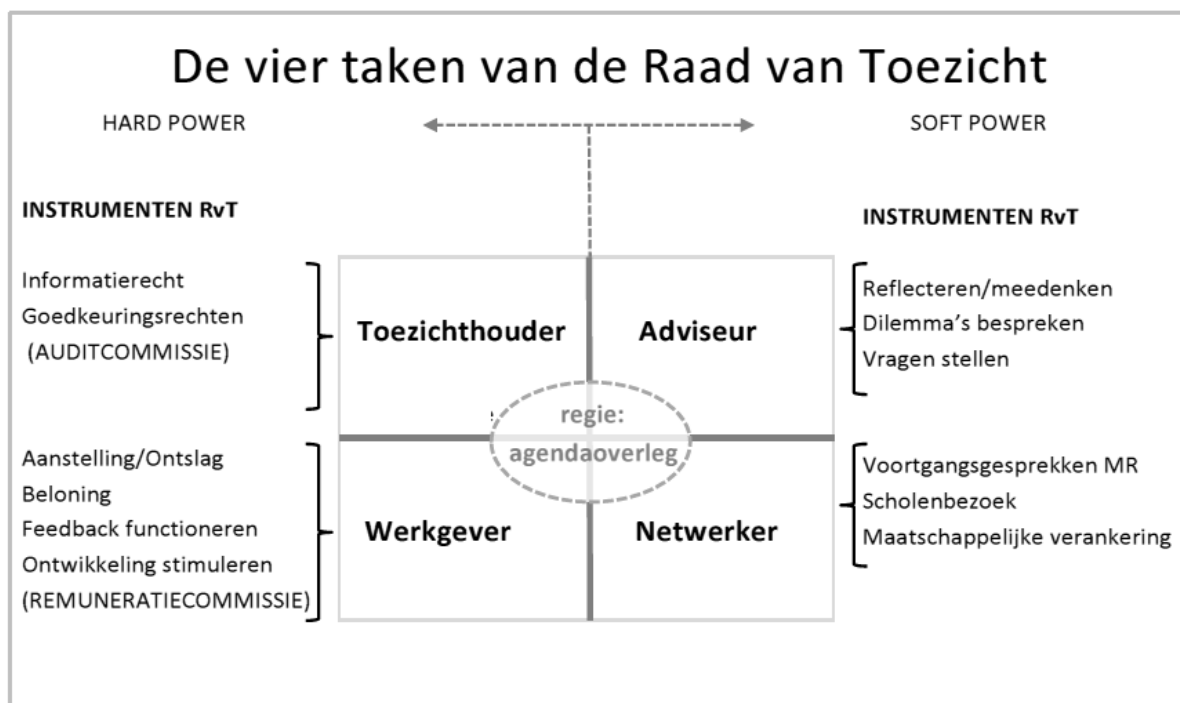 De vier taken van de Raad van Toezicht
HARD POWER
SOFT POWER
INSTRUMENTEN RvT
Informatierecht
Goedkeuringsrechten
(AUDITCOMMISSIE)
Aanstelling/Ontslag
Beloning
Feedback functioneren
Ontwikkeling stimuleren
(REMUNERATIECOMMISSIE)
Toezichthouder
Adviseur
regie:
agendaoverleg
Werkgever
Netwerker
INSTRUMENTEN RvT
Reflecteren/meedenken
Dilemma's bespreken
Vragen stellen
Voortgangsgesprekken MR
Scholenbezoek
Maatschappelijke verankering